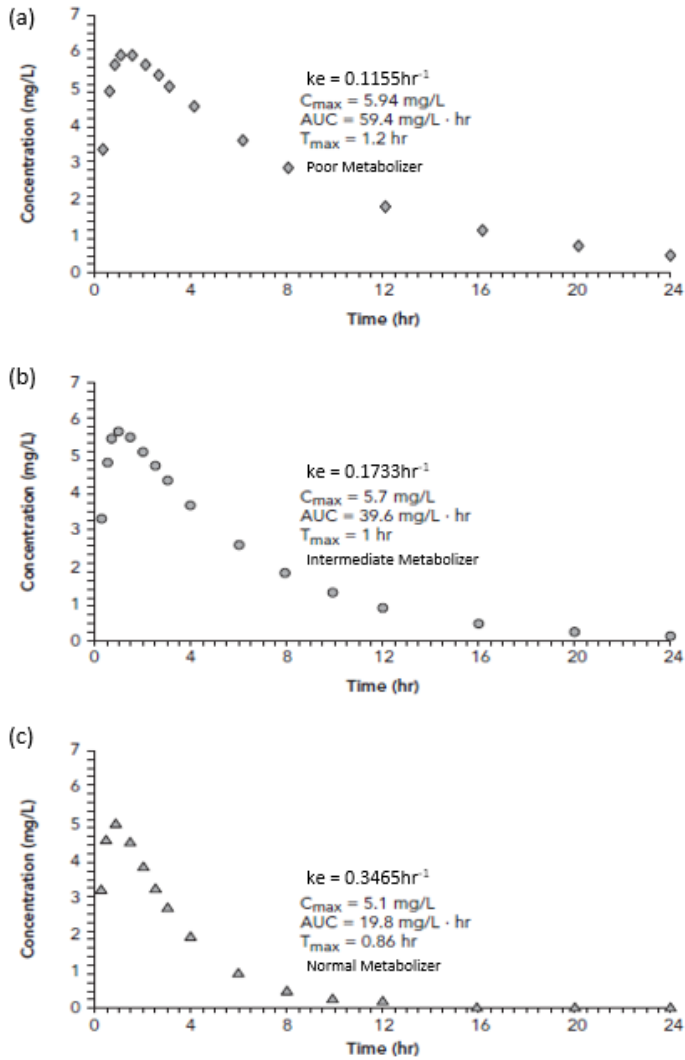 (a)
7
6
5
4
3
2
1
0
Concentration (mg/L)
ke = 0.1155hr-1
Cmax = 5.94 mg/L
AUC = 59.4 mg/L · hr
Tmax = 1.2 hr
Poor Metabolizer
0 4 8 12 16 20 24
Time (hr)
(b)
7
6
5
4
3
2
1
0
Concentration (mg/L)
ke = 0.1733hr-1
Cmax = 5.7 mg/L
AUC = 39.6 mg/L · hr
Tmax = 1 hr
Intermediate Metabolizer
0 4 8 12 16 20 24
Time (hr)
(c)
7
6
5
4
3
2
1
0
Concentration (mg/L)
ke = 0.3465hr-1
Cmax = 5.1 mg/L
AUC = 19.8 mg/L · hr
Tmax = 0.86 hr
Normal Metabolizer
0 4 8 12 16 20 24
Time (hr)